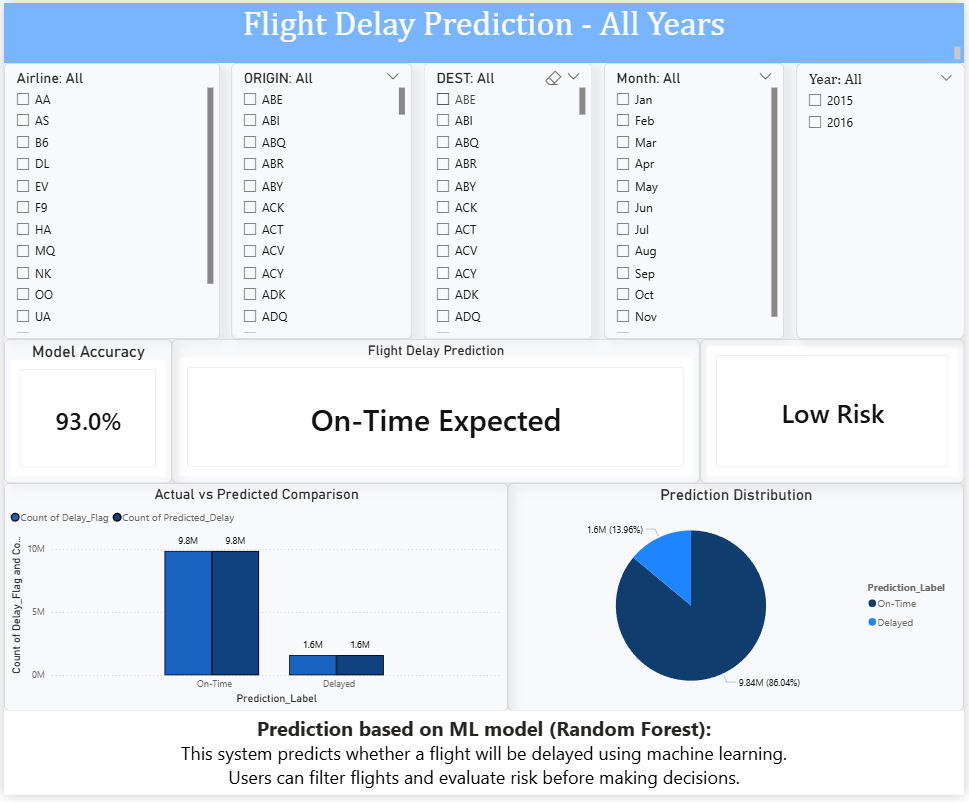 Flight Delay Prediction - All Years
Airline: All
AA
AS
B6
DL
EV
F9
HA
MQ
NK
OO
UA
ORIGIN: All
ABE
ABI
ABQ
ABR
ABY
ACK
ACT
ACV
ACY
ADK
ADQ
DEST: All
ABE
ABI
ABQ
ABR
ABY
ACK
ACT
ACV
ACY
ADK
ADQ
Month: All
Jan
Feb
Mar
Apr
May
Jun
Jul
Aug
Sep
Oct
Nov
Year: All
2015
2016
Model Accuracy
93.0%
Flight Delay Prediction
On-Time Expected
Low Risk
Actual vs Predicted Comparison
Count of Delay_Flag Count of Predicted_Delay
Count of Delay_Flag and Co...
10M
5M
0M
9.8M 9.8M
1.6M 1.6M
On-Time Delayed
Prediction_Label
Prediction Distribution
1.6M (13.96%)
9.84M (86.04%)
Prediction_Label
On-Time
Delayed
Prediction based on ML model (Random Forest):
This system predicts whether a flight will be delayed using machine learning.
Users can filter flights and evaluate risk before making decisions.